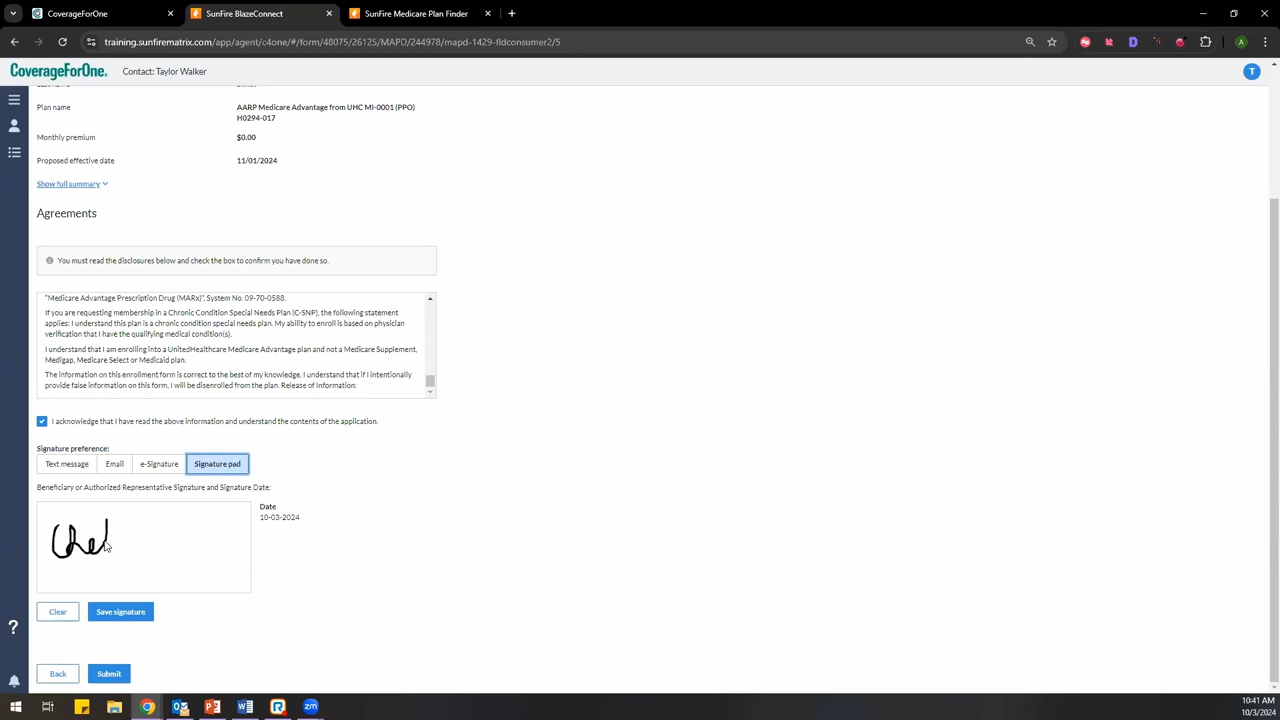 CoverageForOne
SunFire BlazeConnect
SunFire Medicare Plan Finder
training.sunfirematrix.com/app/agent/c4one/#/form/48075/26125/MAPD/244978/mapd-1429-fldconsumer2/5
A
CoverageForOne.
Contact: Taylor Walker
T
Plan name
AARP Medicare Advantage from UHC MI-0001 (PPO)
H0294-017
Monthly premium
$0.00
Proposed effective date
11/01/2024
Show full summary
Agreements
You must read the disclosures below and check the box to confirm you have done so.
"Medicare Advantage Prescription Drug (MARx)", System No. 09-70-0588.
If you are requesting membership in a Chronic Condition Special Needs Plan (C-SNP), the following statement
applies: I understand this plan is a chronic condition special needs plan. My ability to enroll is based on physician
verification that I have the qualifying medical condition(s).
I understand that I am enrolling into a UnitedHealthcare Medicare Advantage plan and not a Medicare Supplement,
Medigap, Medicare Select or Medicaid plan.
The information on this enrollment form is correct to the best of my knowledge. I understand that if I intentionally
provide false information on this form, I will be disenrolled from the plan. Release of Information:
I acknowledge that I have read the above information and understand the contents of the application.
Signature preference:
Text message
Email
e-Signature
Signature pad
Beneficiary or Authorized Representative Signature and Signature Date:
Date
10-03-2024
Clear
Save signature
?
Back
Submit
10:41 AM
10/3/2024